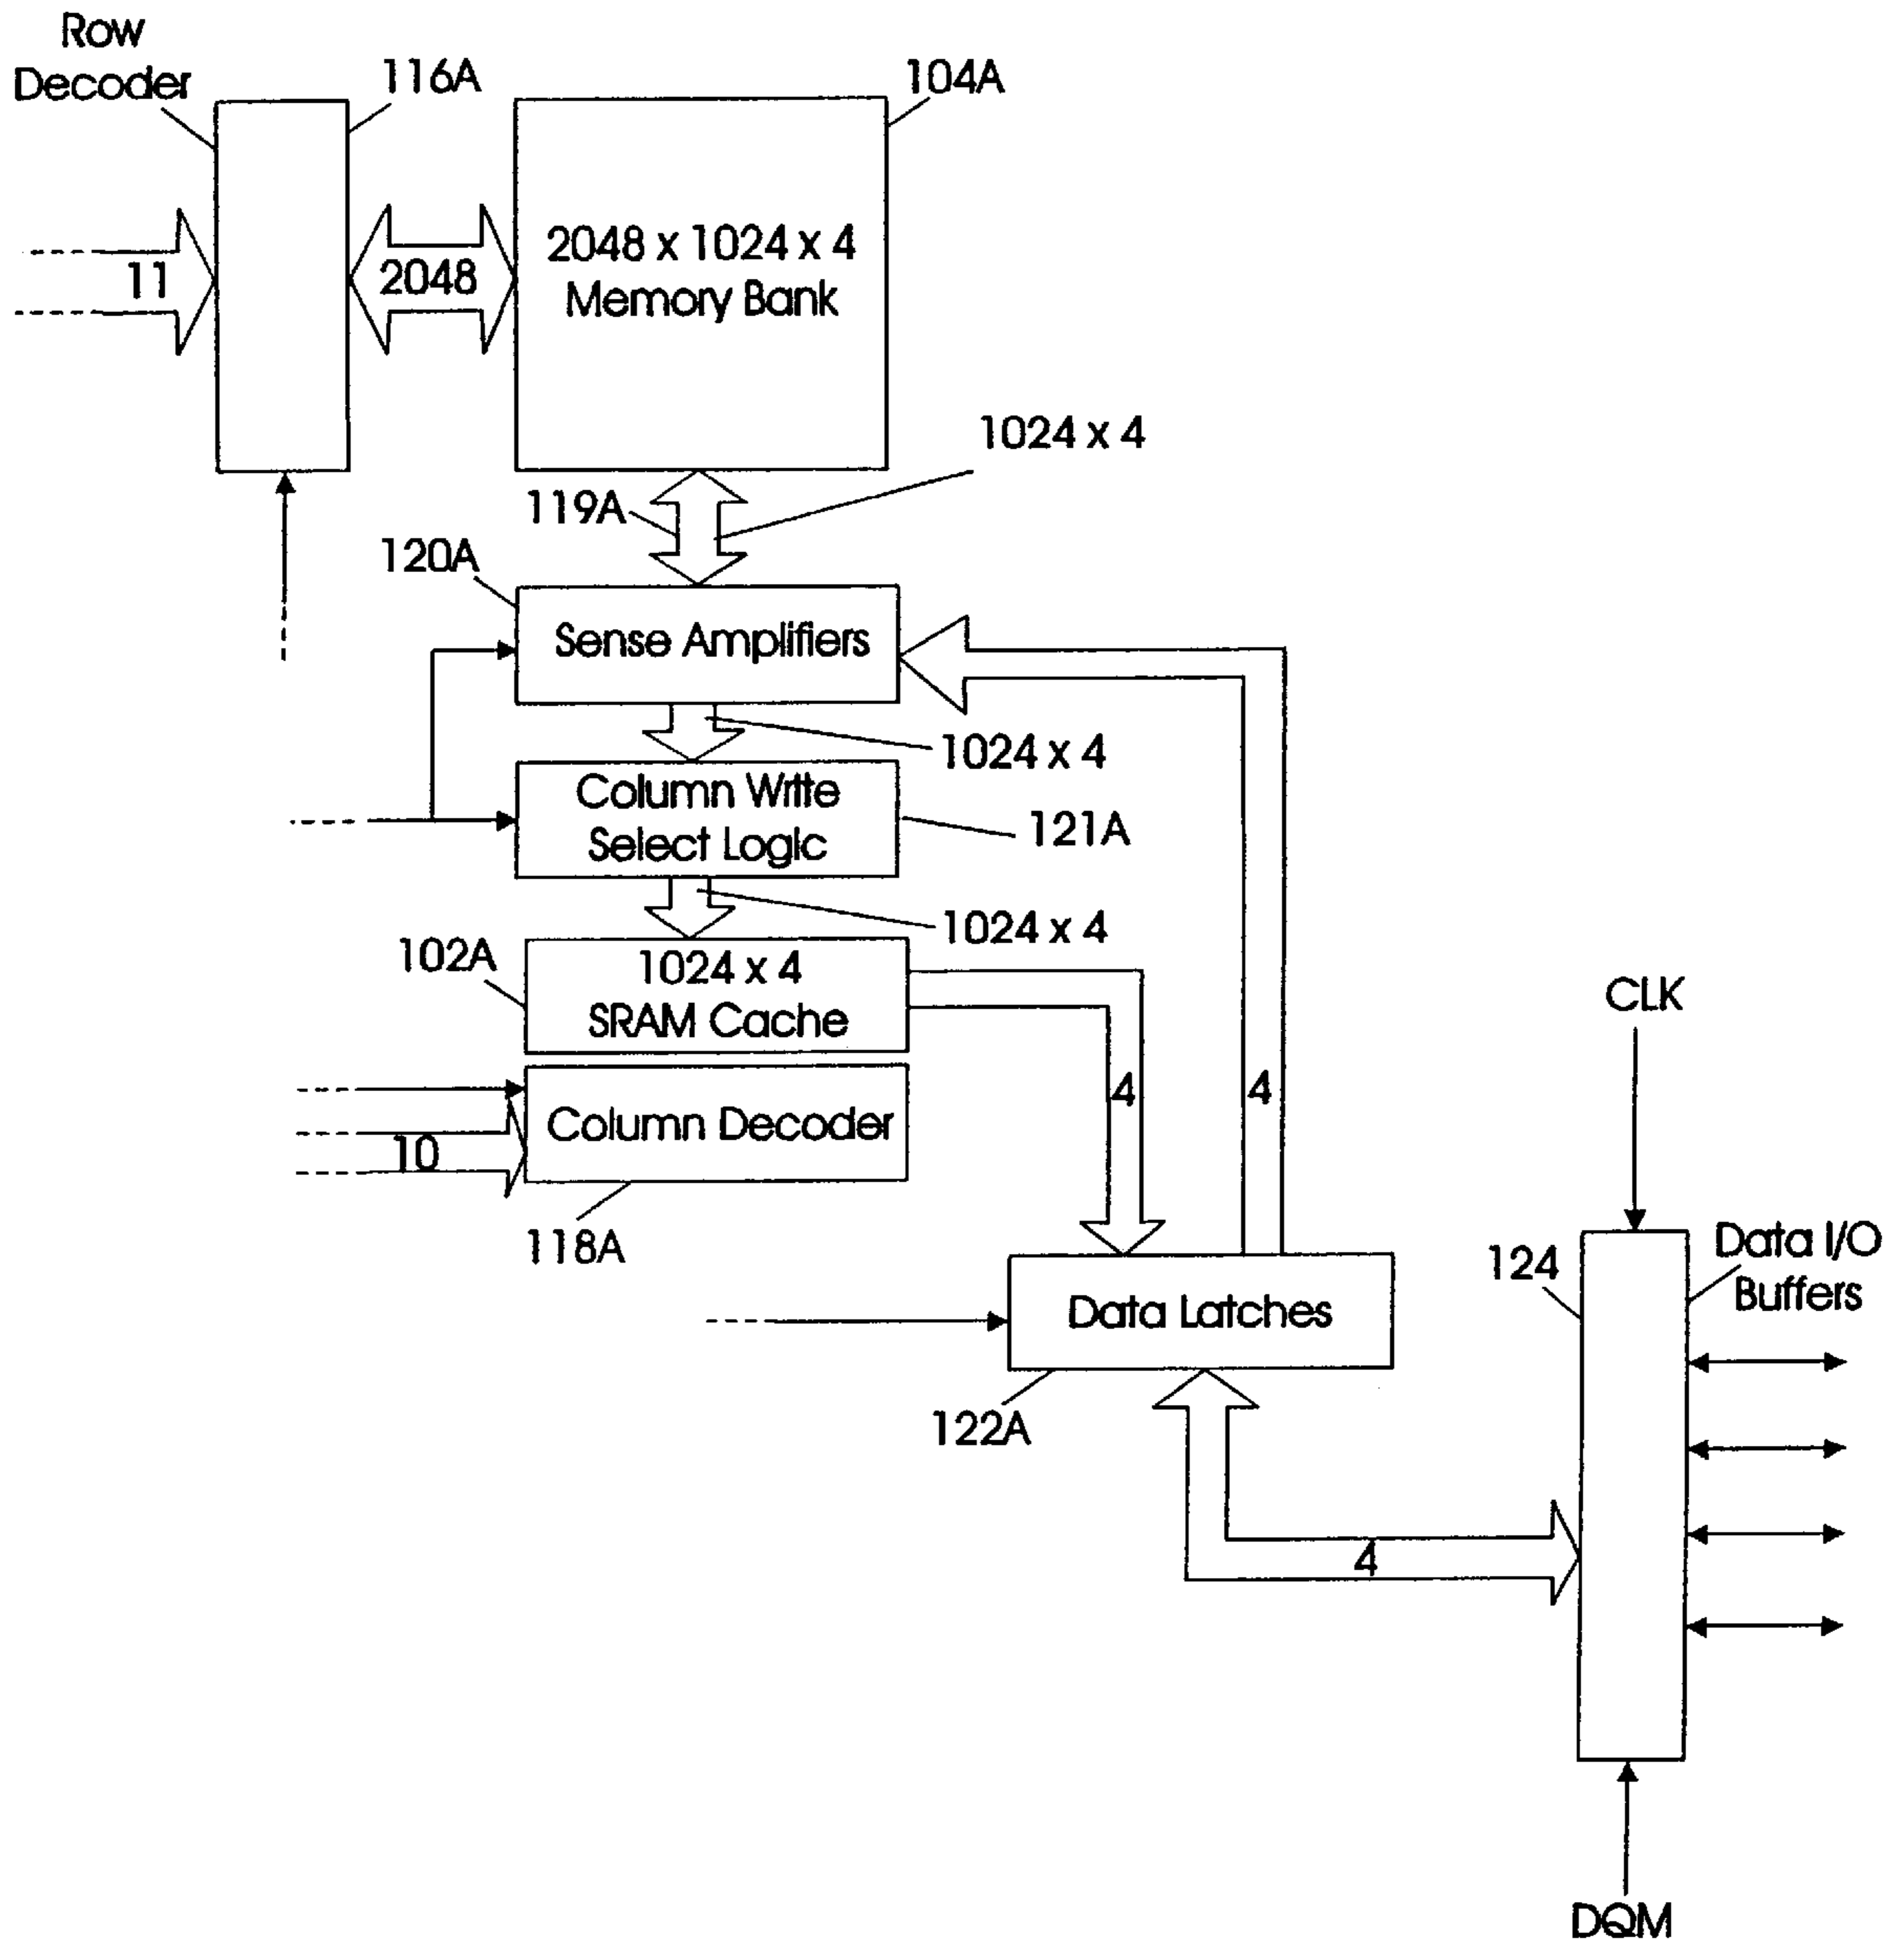 Row
Decoder
116A
104A
11
2048
2048 x 1024 x 4
Memory Bank
1024 x 4
119A
120A
Sense Amplifiers
1024 x 4
Column Write
Select Logic
121A
1024 x 4
102A
1024 x 4
SRAM Cache
CLK
4
4
Column Decoder
10
118A
124
Data I/O
Buffers
Data Latches
122A
4
DQM